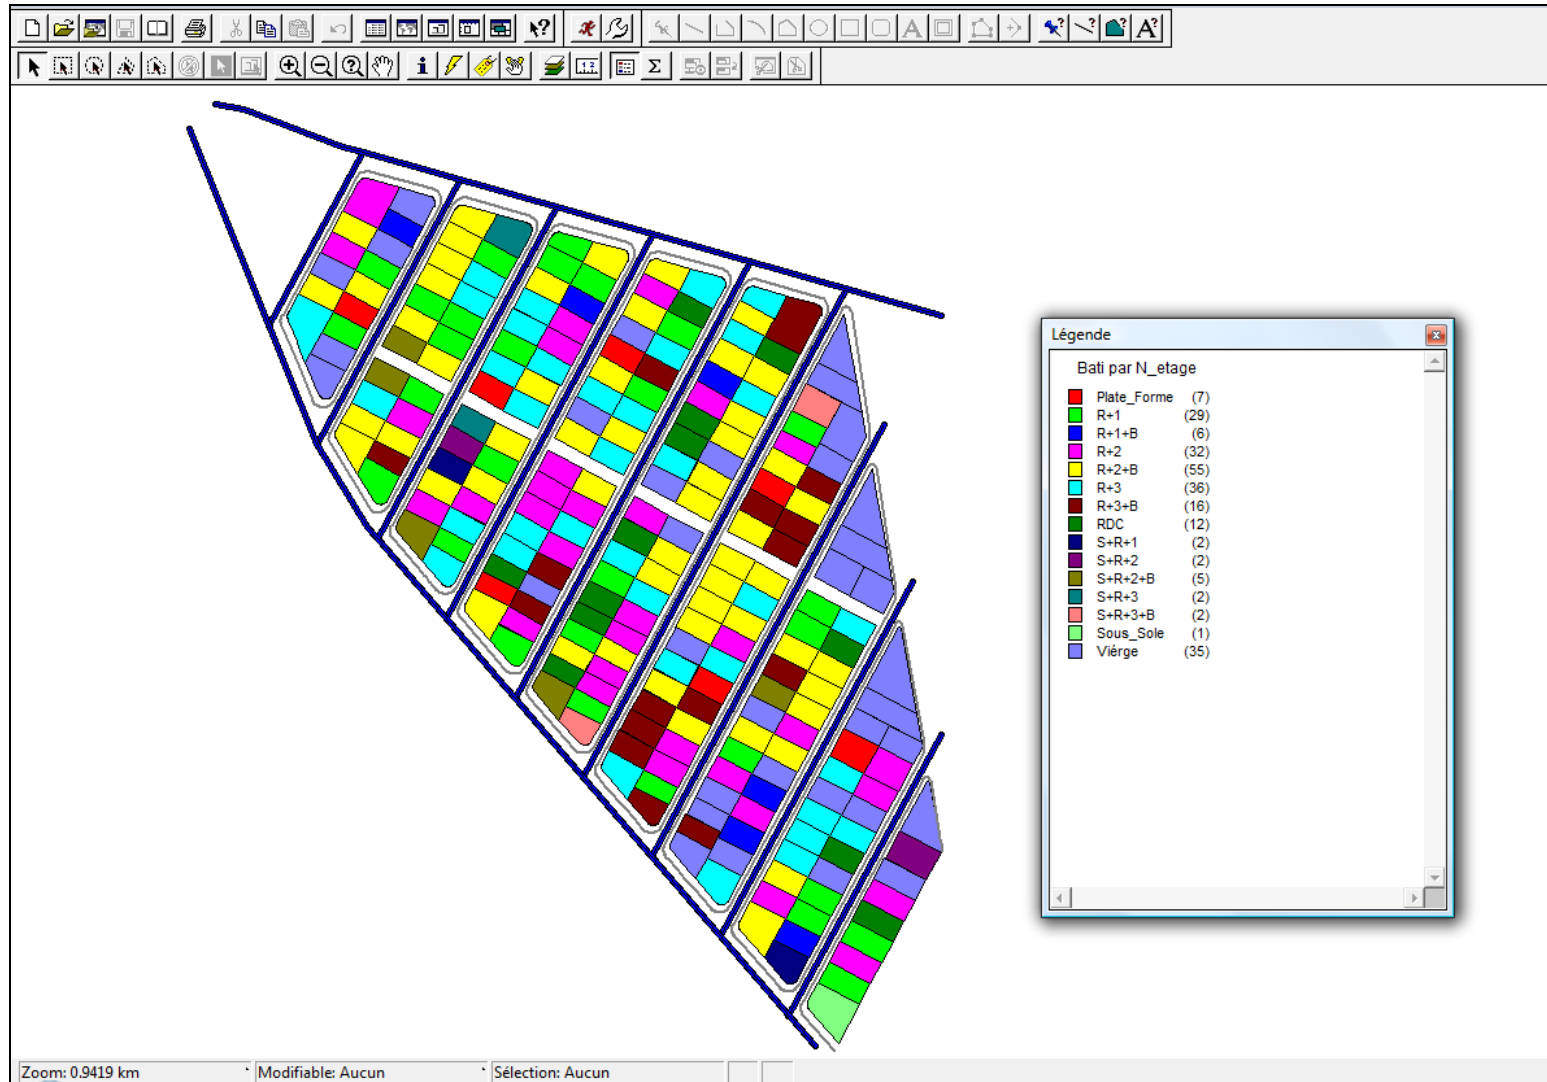 Légende
Bati par N_etage
Plate_Forme (7)
R+1 (29)
R+1+B (6)
R+2 (32)
R+2+B (55)
R+3 (36)
R+3+B (16)
RDC (12)
S+R+1 (2)
S+R+2 (2)
S+R+2+B (5)
S+R+3 (2)
S+R+3+B (2)
Sous_Sole (1)
Viérge (35)
Zoom: 0.9419 km Modifiable: Aucun Sélection: Aucun